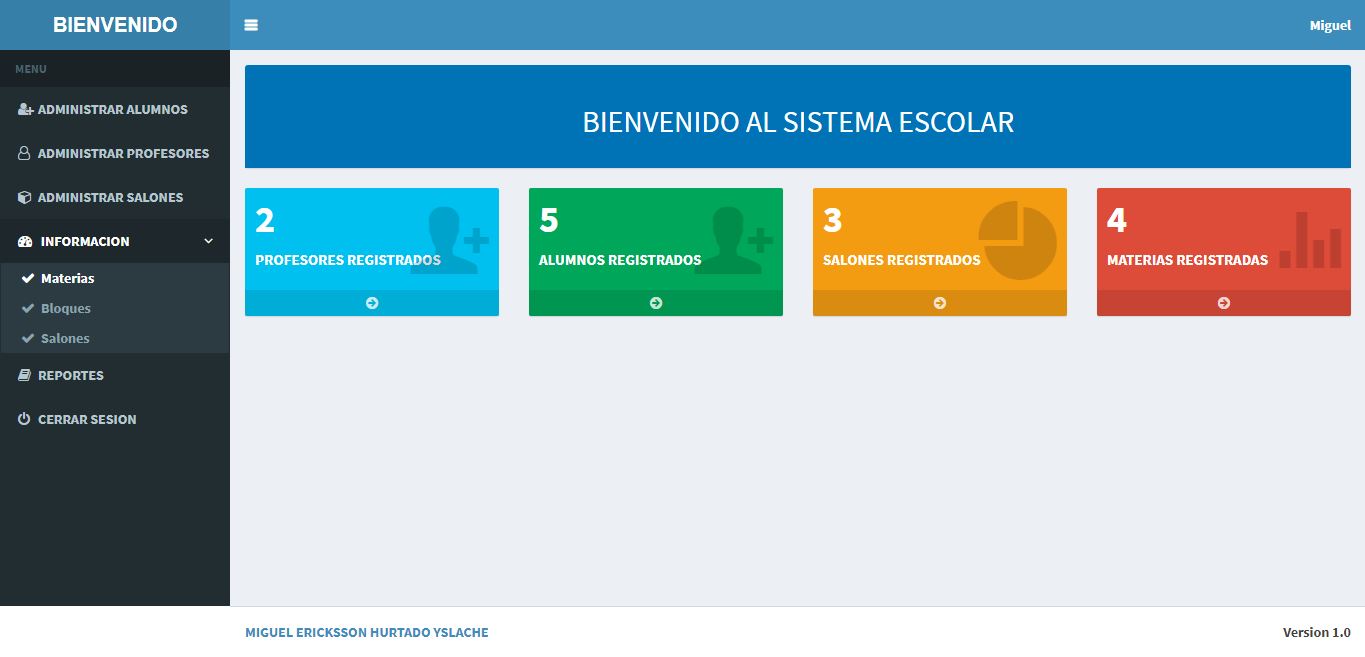 BIENVENIDO
Miguel
MENU
ADMINISTRAR ALUMNOS
ADMINISTRAR PROFESORES
ADMINISTRAR SALONES
INFORMACION
Materias
Bloques
Salones
REPORTES
CERRAR SESION
BIENVENIDO AL SISTEMA ESCOLAR
2
PROFESORES REGISTRADOS
5
ALUMNOS REGISTRADOS
3
SALONES REGISTRADOS
4
MATERIAS REGISTRADAS
MIGUEL ERICKSSON HURTADO YSLACHE
Version 1.0